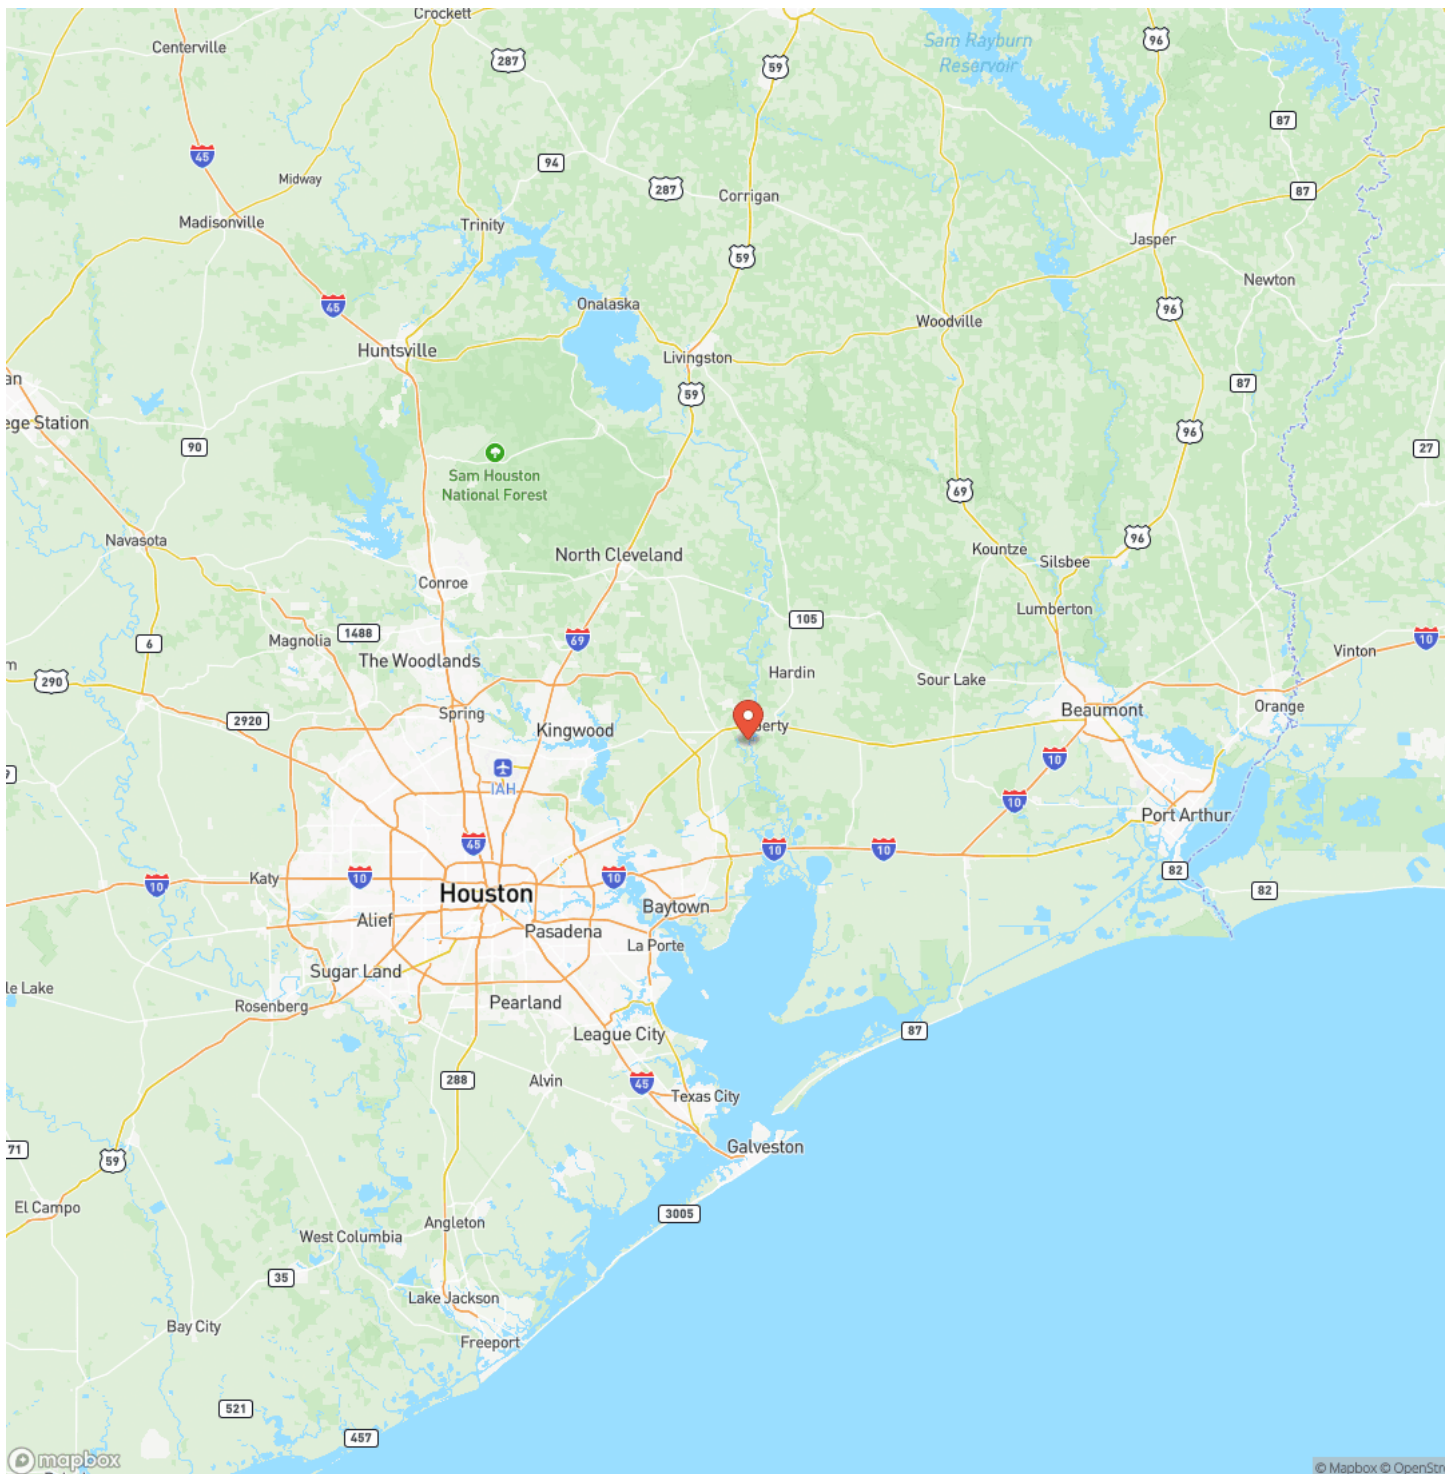 Crockett
Centerville
287
59
Sam Rayburn
Reservoir
96
45
94
87
Midway
287
Corrigan
87
Madisonville
Trinity
59
Jasper
45
Onalaska
Newton
96
Woodville
Huntsville
Livingston
an
59
87
ege Station
90
96
27
Sam Houston
National Forest
69
96
Navasota
North Cleveland
Kountze
Silsbee
Conroe
Lumberton
105
6
Magnolia
1488
69
10
m
290
The Woodlands
Hardin
Sour Lake
Vinton
2920
Spring
Kingwood
erty
Beaumont
Orange
9
IAH
10
10
45
10
10
Port Arthur
Katy
10
10
10
82
82
Houston
Baytown
Alief
Pasadena
La Porte
Sugar Land
le Lake
Rosenberg
Pearland
League City
87
288
Alvin
45
Texas City
71
59
Galveston
El Campo
3005
Angleton
West Columbia
35
Lake Jackson
Bay City
Freeport
521
457
mapbox
© Mapbox © OpenStre